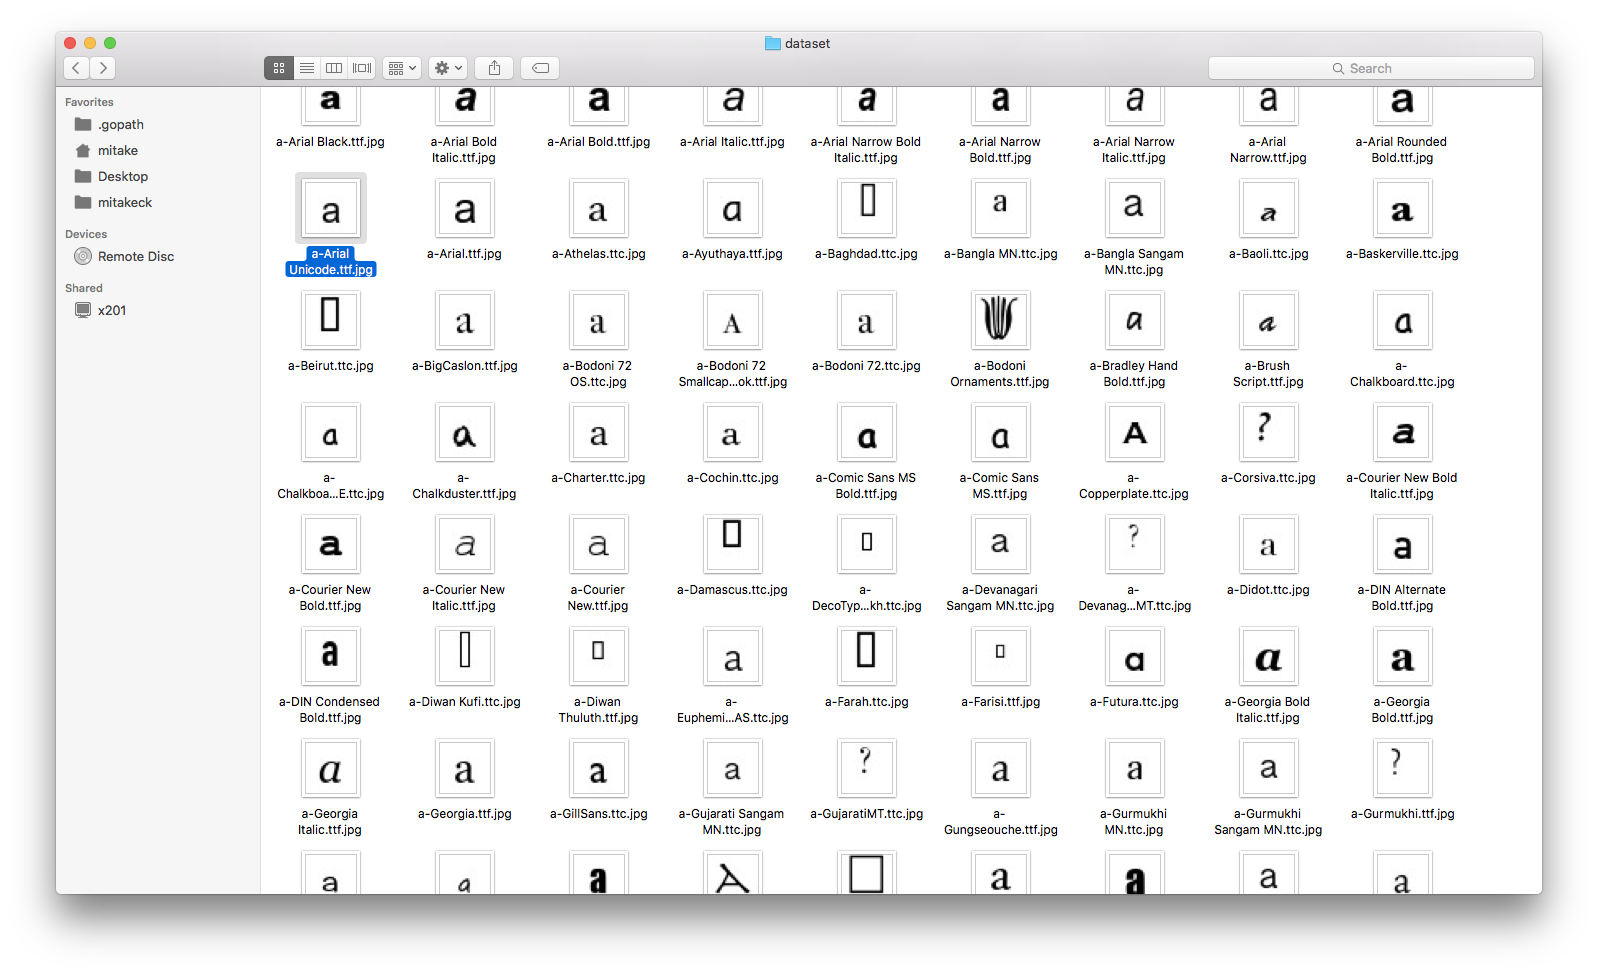 dataset
Search
Favorites
.gopath
mitake
Desktop
mitakeck
Devices
Remote Disc
Shared
x201
a a a a a a a a a
a-Arial Black.ttf.jpg
a-Arial Bold Italic.ttf.jpg
a-Arial Bold.ttf.jpg
a-Arial Italic.ttf.jpg
a-Arial Narrow Bold Italic.ttf.jpg
a-Arial Narrow Bold.ttf.jpg
a-Arial Narrow Italic.ttf.jpg
a-Arial Narrow.ttf.jpg
a-Arial Rounded Bold.ttf.jpg
a a a a a a a a
a-Arial Unicode.ttf.jpg
a-Arial.ttf.jpg
a-Athelas.ttc.jpg
a-Ayuthaya.ttf.jpg
a-Baghdad.ttc.jpg
a-Bangla MN.ttc.jpg
a-Bangla Sangam MN.ttc.jpg
a-Baoli.ttc.jpg
a-Baskerville.ttc.jpg
a a A a a a a
a-Beirut.ttc.jpg
a-BigCaslon.ttf.jpg
a-Bodoni 72 OS.ttc.jpg
a-Bodoni 72 Smallcap...ok.ttf.jpg
a-Bodoni 72.ttc.jpg
a-Bodoni Ornaments.ttf.jpg
a-Bradley Hand Bold.ttf.jpg
a-Brush Script.ttf.jpg
a-Chalkboard.ttc.jpg
a a a a a a A ? a
a-Chalkboa...E.ttc.jpg
a-Chalkduster.ttf.jpg
a-Charter.ttc.jpg
a-Cochin.ttc.jpg
a-Comic Sans MS Bold.ttf.jpg
a-Comic Sans MS.ttf.jpg
a-Copperplate.ttc.jpg
a-Corsiva.ttc.jpg
a-Courier New Bold Italic.ttf.jpg
a a a a ? a a
a-Courier New Bold.ttf.jpg
a-Courier New Italic.ttf.jpg
a-Courier New.ttf.jpg
a-Damascus.ttc.jpg
a-DecoTyp...kh.ttc.jpg
a-Devanagari Sangam MN.ttc.jpg
a-Devanag...MT.ttc.jpg
a-Didot.ttc.jpg
a-DIN Alternate Bold.ttf.jpg
a a a a a
a-DIN Condensed Bold.ttf.jpg
a-Diwan Kufi.ttc.jpg
a-Diwan Thuluth.ttf.jpg
a-Euphemi...AS.ttc.jpg
a-Farah.ttc.jpg
a-Farisi.ttf.jpg
a-Futura.ttc.jpg
a-Georgia Bold Italic.ttf.jpg
a-Georgia Bold.ttf.jpg
a a a a ? a a a ?
a-Georgia Italic.ttf.jpg
a-Georgia.ttf.jpg
a-GillSans.ttc.jpg
a-Gujarati Sangam MN.ttc.jpg
a-GujaratiMT.ttc.jpg
a-Gungseouche.ttf.jpg
a-Gurmukhi MN.ttc.jpg
a-Gurmukhi Sangam MN.ttc.jpg
a-Gurmukhi.ttf.jpg
a a a A a a a a